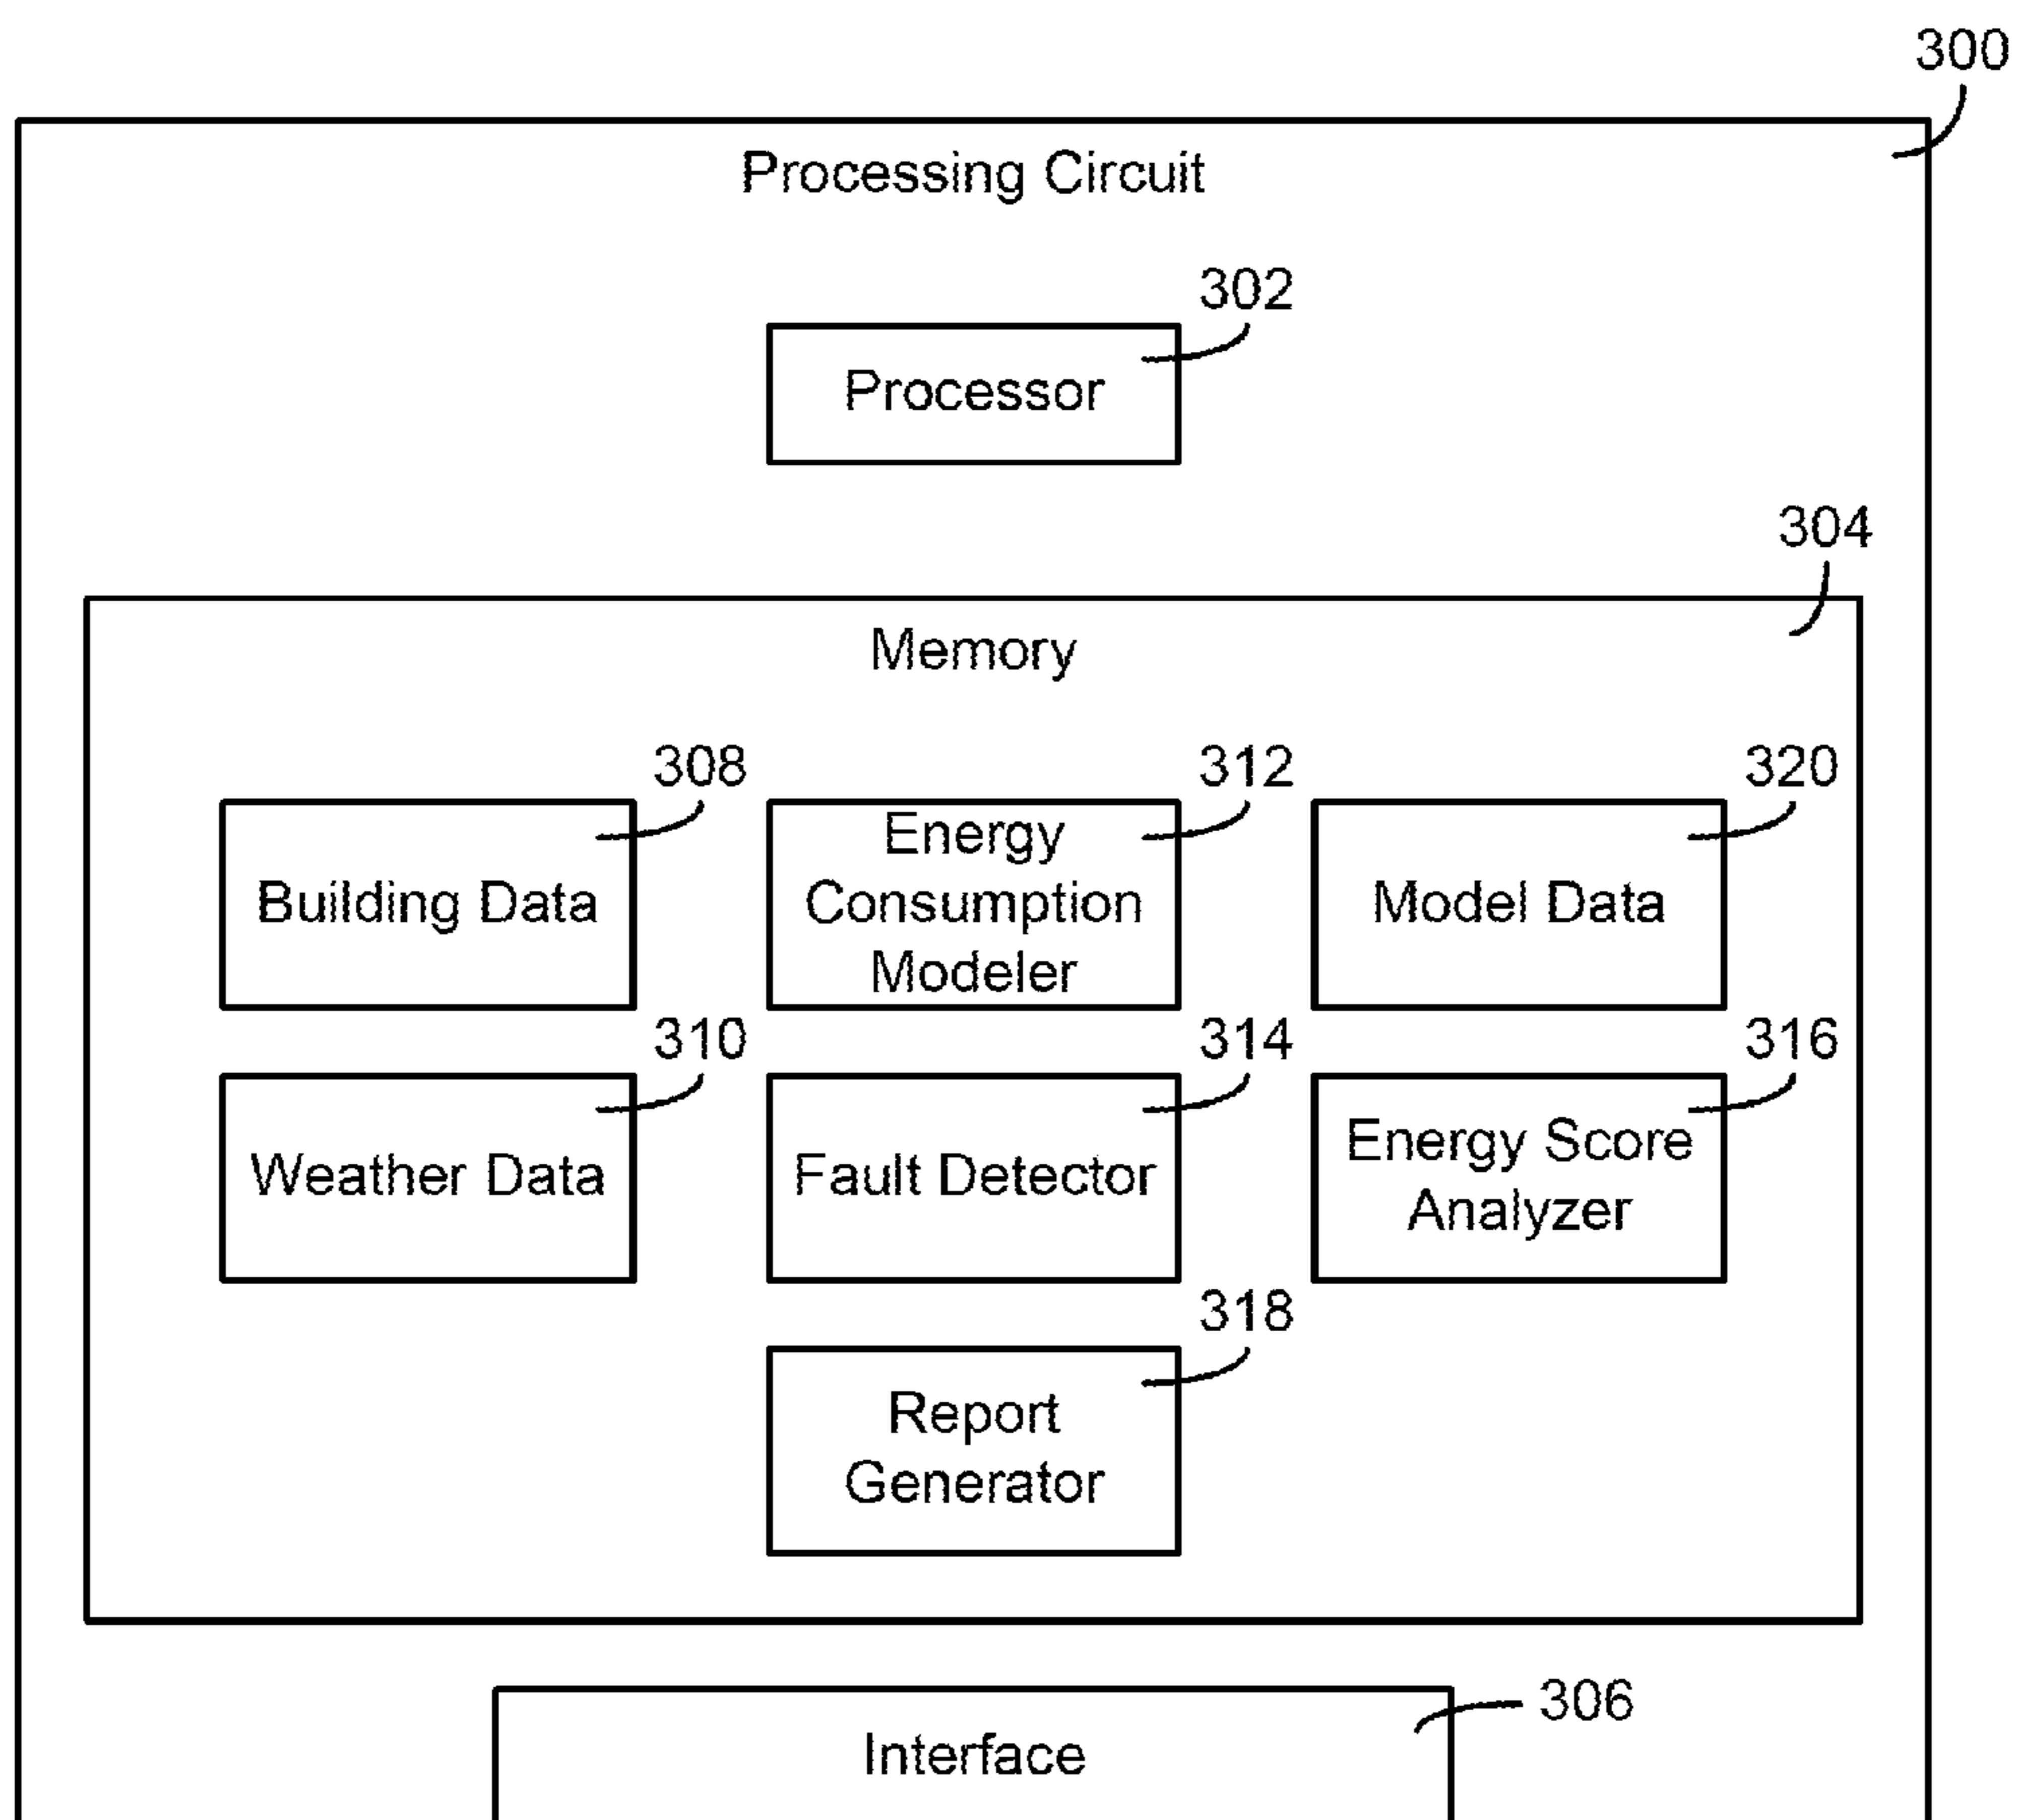 300
Processing Circuit
302
Processor
304
Memory
308
312
320
Building Data
Energy
Consumption
Modeler
Model Data
310
314
316
Weather Data
Fault Detector
Energy Score
Analyzer
318
Report
Generator
306
Interface